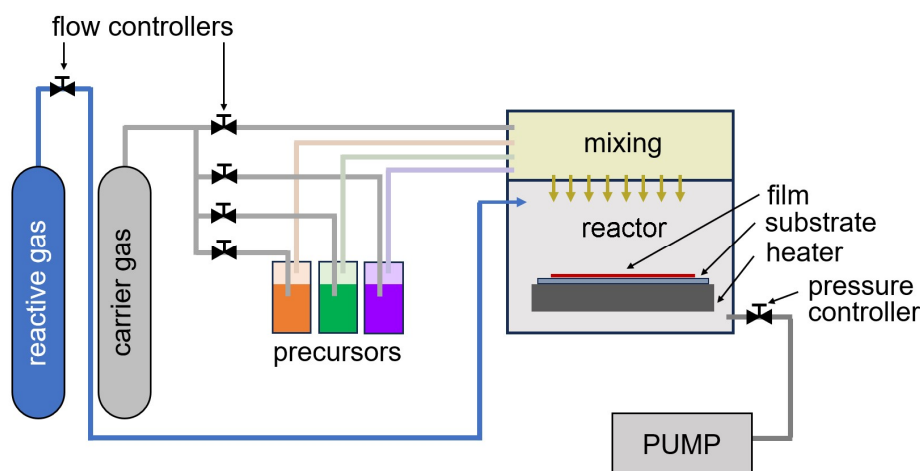 flow controllers
reactive gas
carrier gas
precursors
mixing
reactor
film
substrate
heater
pressure
controller
PUMP